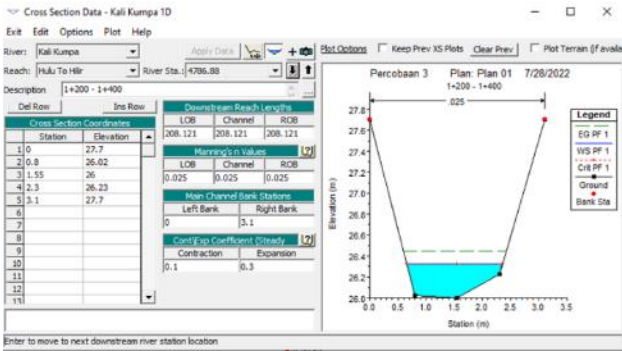 Cross Section Data - Kali Kumpa 1D
Exit Edit Options Plot Help
River: Kali Kumpa Apply Data Plot Options Keep Prev XS Plots Clear Prev Plot Terrain (if availa
Reach: Hulu To Hilir River Sta.: 4786.88
Description 1+200 - 1+400
Del Row Ins Row
Cross Section Coordinates
Station Elevation
1 0 27.7
2 0.8 26.02
3 1.55 26
4 2.3 26.23
5 3.1 27.7
6
7
8
9
10
11
12
13
Downstream Reach Lengths
LOB Channel ROB
208.121 208.121 208.121
Manning's n Values
LOB Channel ROB
0.025 0.025 0.025
Main Channel Bank Stations
Left Bank Right Bank
0 3.1
Cont\Exp Coefficient (Steady
Contraction Expansion
0.1 0.3
Percobaan 3 Plan: Plan 01 7/28/2022
1+200 - 1+400
.025
27.8
27.6
27.4
27.2
27.0
26.8
26.6
26.4
26.2
26.0
Elevation (m)
0.0 0.5 1.0 1.5 2.0 2.5 3.0 3.5
Station (m)
Legend
EG PF 1
WS PF 1
Crit PF 1
Ground
Bank Sta
Enter to move to next downstream river station location